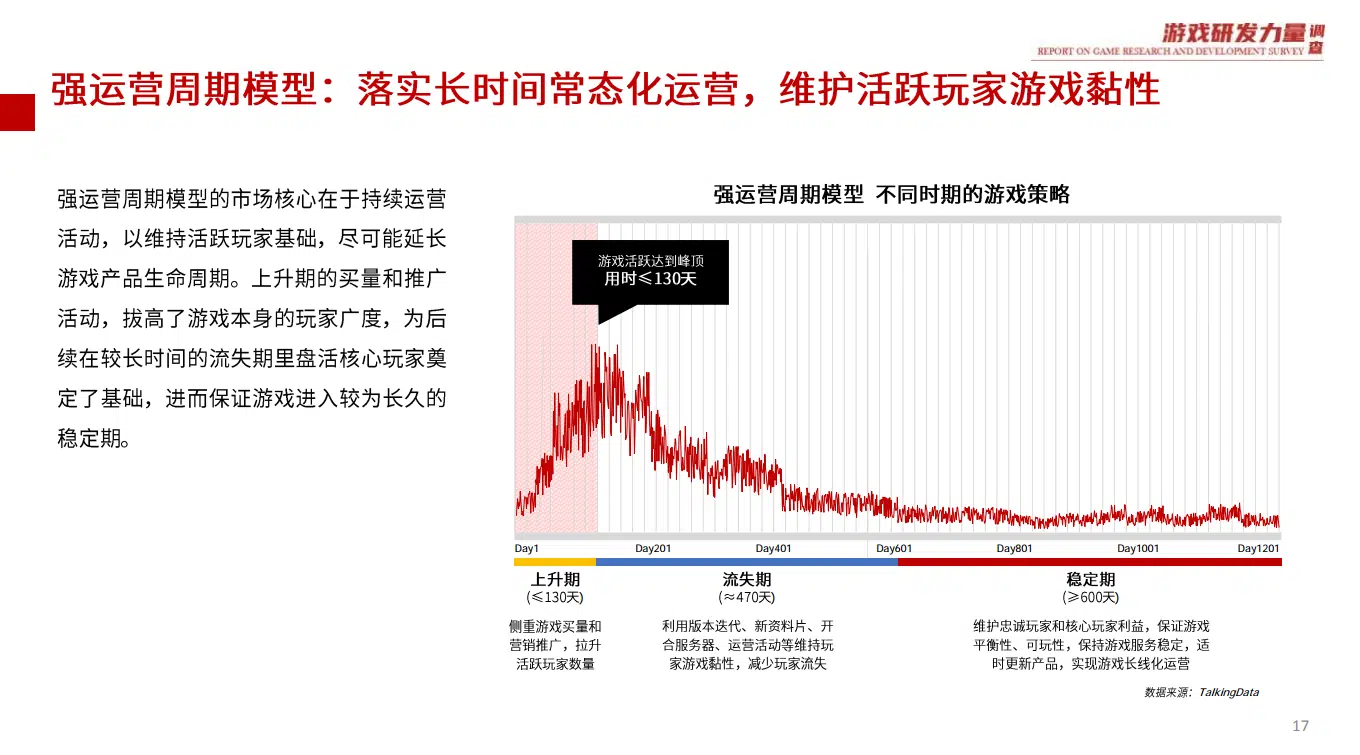 游戏研发力量调查
REPORT ON GAME RESEARCH AND DEVELOPMENT SURVEY
强运营周期模型：落实长时间常态化运营，维护活跃玩家游戏黏性
强运营周期模型的市场核心在于持续运营
活动，以维持活跃玩家基础，尽可能延长
游戏产品生命周期。上升期的买量和推广
活动，拔高了游戏本身的玩家广度，为后
续在较长时间的流失期里盘活核心玩家奠
定了基础，进而保证游戏进入较为长久的
稳定期。
强运营周期模型 不同时期的游戏策略
游戏活跃达到峰顶
用时≤130天
Day1 Day201 Day401 Day601 Day801 Day1001 Day1201
上升期
(≤130天)
侧重游戏买量和
营销推广，拉升
活跃玩家数量
流失期
(≈470天)
利用版本迭代、新资料片、开
合服务器、运营活动等维持玩
家游戏黏性，减少玩家流失
稳定期
(≥600天)
维护忠诚玩家和核心玩家利益，保证游戏
平衡性、可玩性，保持游戏服务稳定，适
时更新产品，实现游戏长线化运营
数据来源：TalkingData
17